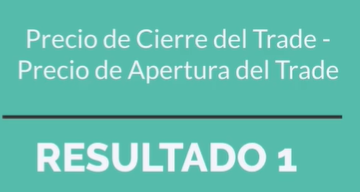 Precio de Cierre del Trade -
Precio de Apertura del Trade
RESULTADO 1